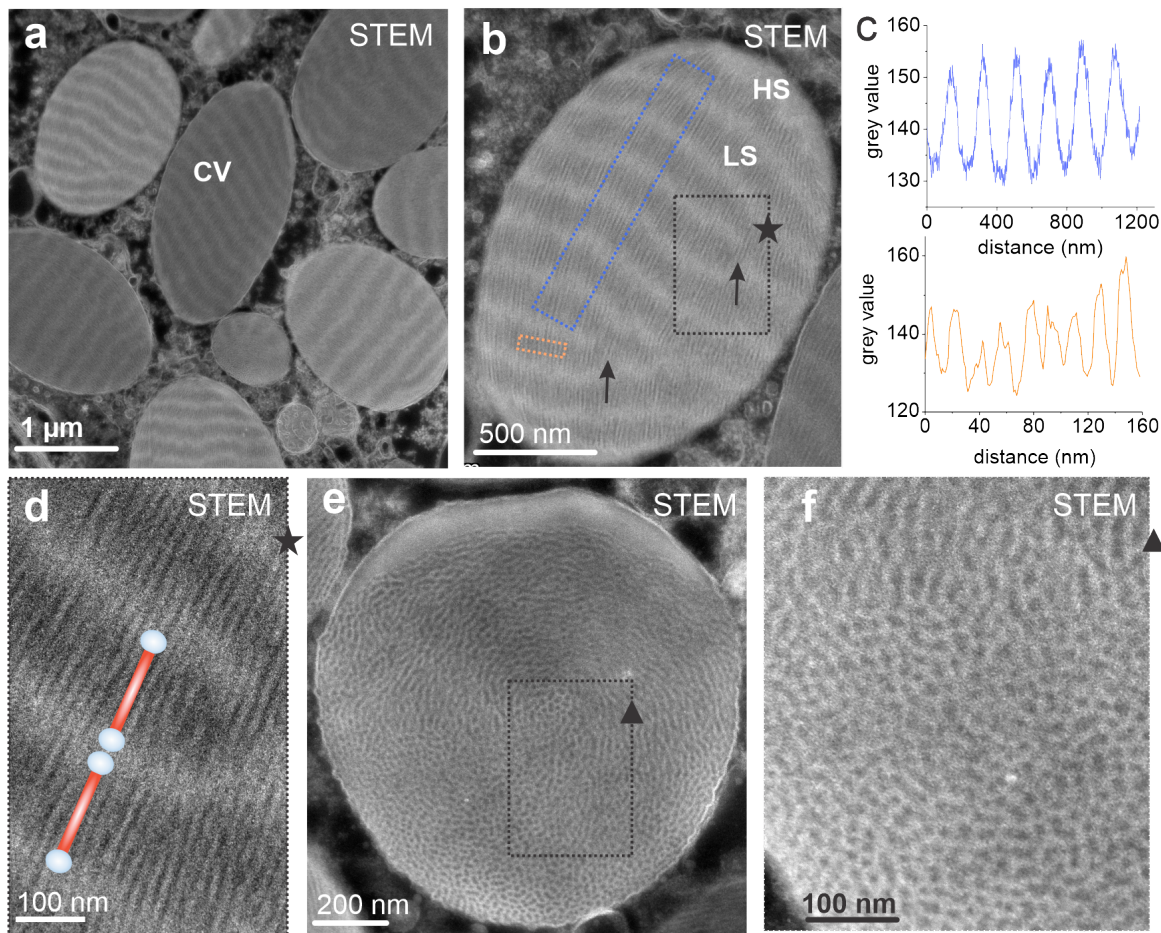 a
STEM
CV
1 µm
b
STEM
HS
LS
500 nm
c
160
150
140
130
grey value
0
400
800
1200
distance (nm)
160
140
120
grey value
0
40
80
120
160
distance (nm)
d
STEM
100 nm
e
STEM
200 nm
f
STEM
100 nm